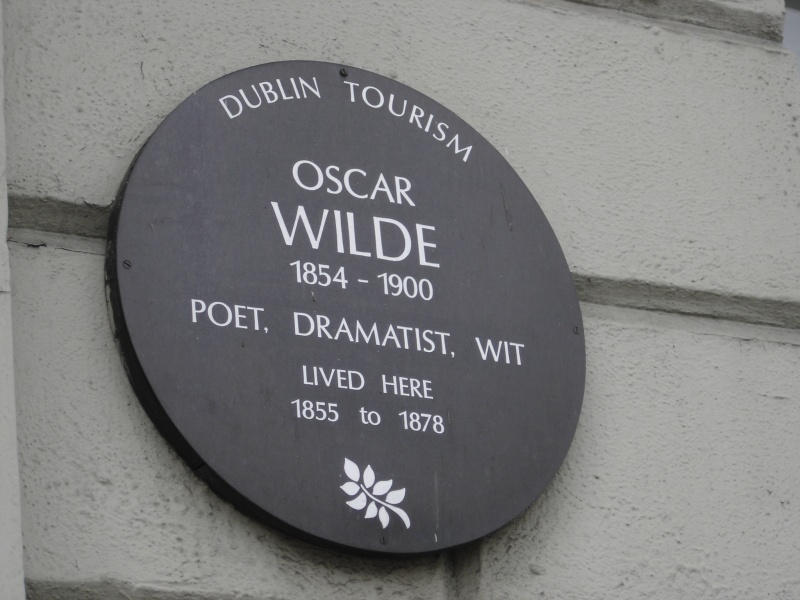 DUBLIN TOURISM
OSCAR
WILDE
1854 - 1900
POET, DRAMATIST, WIT
LIVED HERE
1855 to 1878